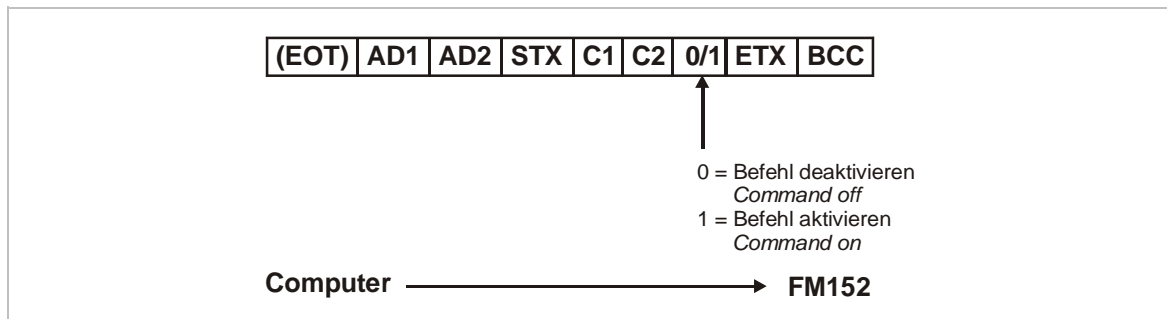 (EOT) AD1 AD2 STX C1 C2 0/1 ETX BCC
0 = Befehl deaktivieren
Command off
1 = Befehl aktivieren
Command on
Computer FM152